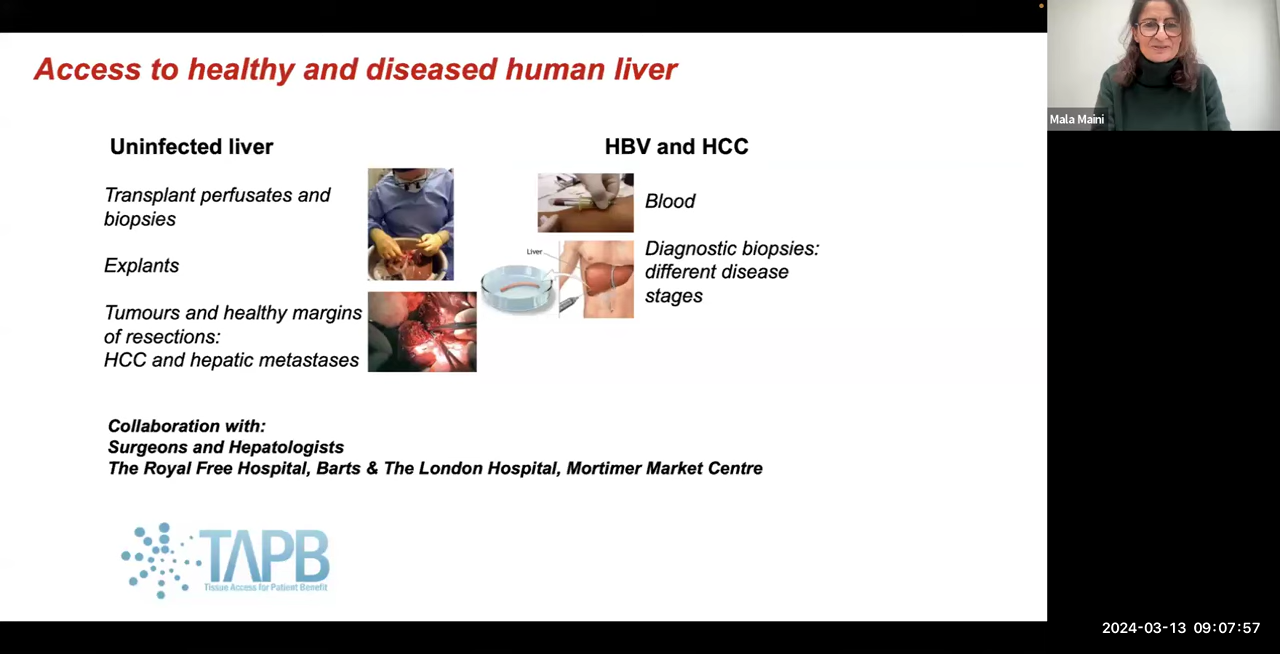 Access to healthy and diseased human liver
Uninfected liver
Transplant perfusates and
biopsies
Explants
Tumours and healthy margins
of resections:
HCC and hepatic metastases
HBV and HCC
Blood
Liver
Diagnostic biopsies:
different disease
stages
Collaboration with:
Surgeons and Hepatologists
The Royal Free Hospital, Barts & The London Hospital, Mortimer Market Centre
TAPB
Tissue Access for Patient Benefit
Mala Maini
2024-03-13 09:07:57